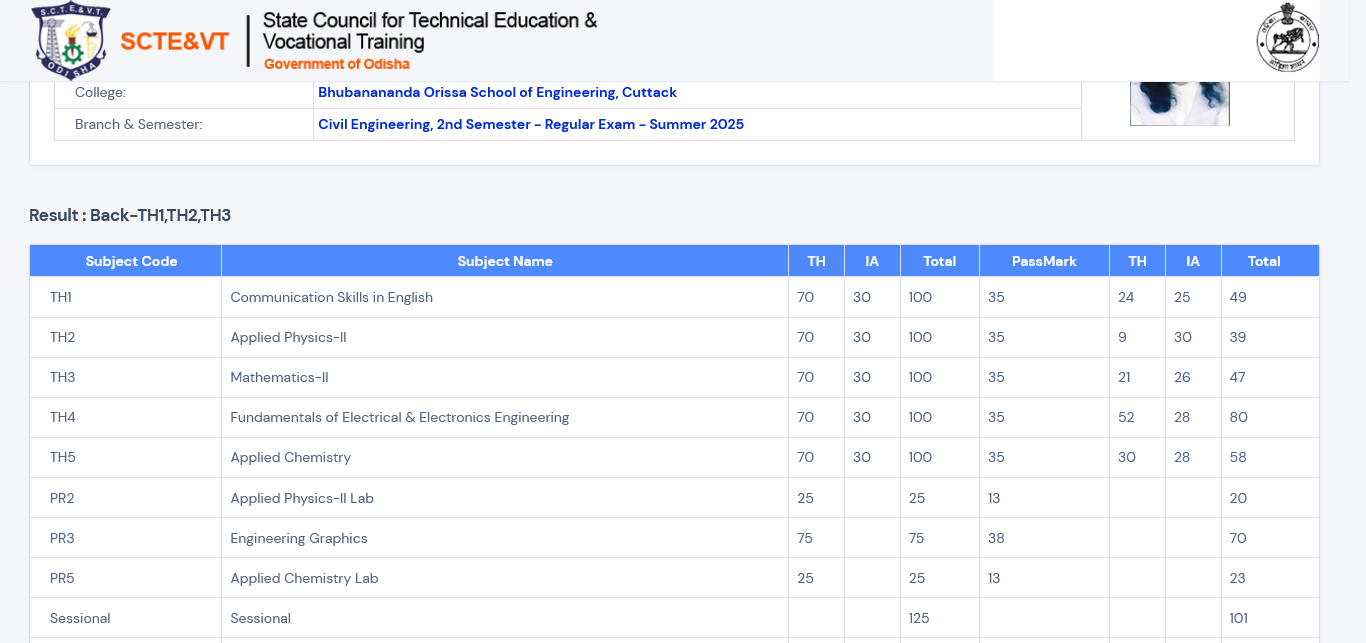 S.C.T.E.& V.T.
ODISHA
SCTE&VT
State Council for Technical Education &
Vocational Training
Government of Odisha
College: Bhubanananda Orissa School of Engineering, Cuttack
Branch & Semester: Civil Engineering, 2nd Semester - Regular Exam - Summer 2025
Result : Back-TH1,TH2,TH3
Subject Code Subject Name TH IA Total PassMark TH IA Total
TH1 Communication Skills in English 70 30 100 35 24 25 49
TH2 Applied Physics-II 70 30 100 35 9 30 39
TH3 Mathematics-II 70 30 100 35 21 26 47
TH4 Fundamentals of Electrical & Electronics Engineering 70 30 100 35 52 28 80
TH5 Applied Chemistry 70 30 100 35 30 28 58
PR2 Applied Physics-II Lab 25 25 13 20
PR3 Engineering Graphics 75 75 38 70
PR5 Applied Chemistry Lab 25 25 13 23
Sessional Sessional 125 101